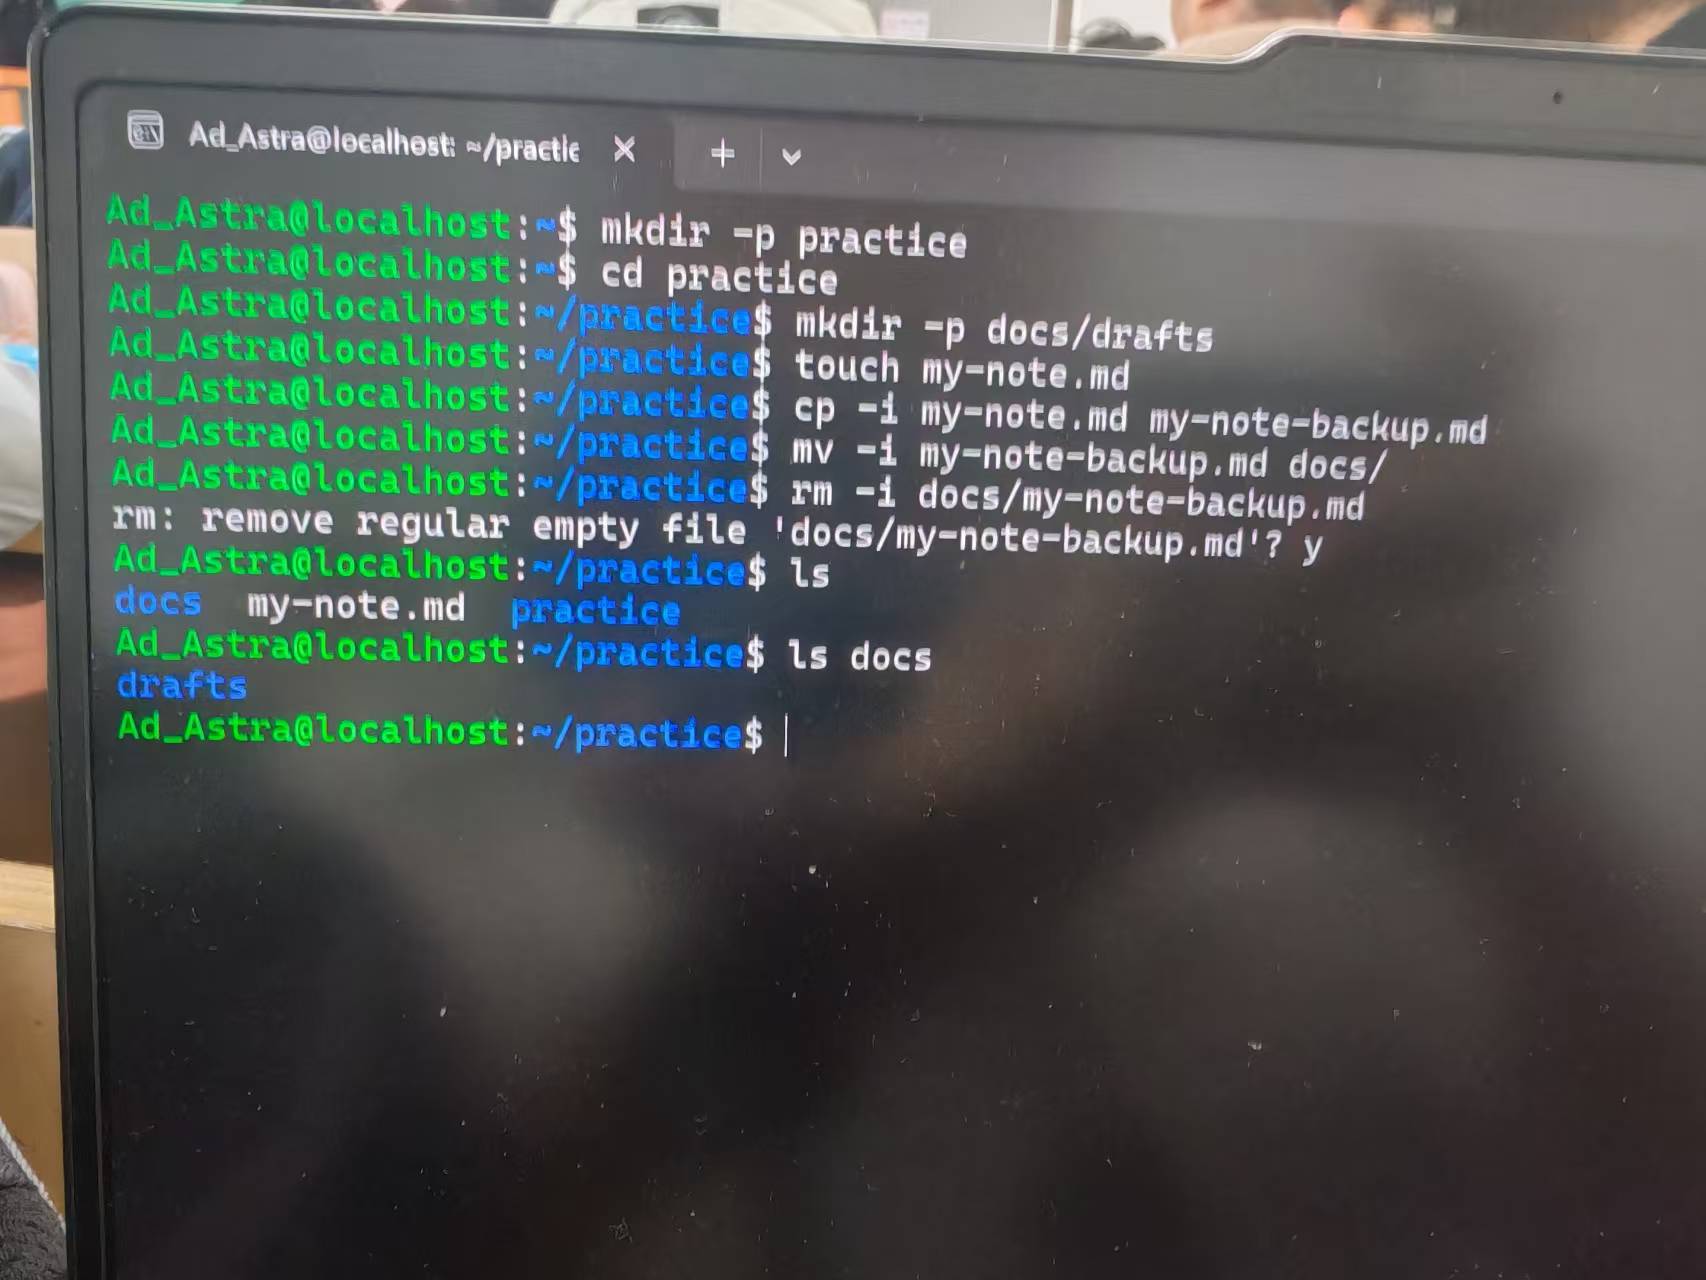 Ad_Astra@localhost: ~/practic
Ad_Astra@localhost:~$ mkdir -p practice
Ad_Astra@localhost:~$ cd practice
Ad_Astra@localhost:~/practice$ mkdir -p docs/drafts
Ad_Astra@localhost:~/practice$ touch my-note.md
Ad_Astra@localhost:~/practice$ cp -i my-note.md my-note-backup.md
Ad_Astra@localhost:~/practice$ mv -i my-note-backup.md docs/
Ad_Astra@localhost:~/practice$ rm -i docs/my-note-backup.md
rm: remove regular empty file 'docs/my-note-backup.md'? y
Ad_Astra@localhost:~/practice$ ls
docs  my-note.md  practice
Ad_Astra@localhost:~/practice$ ls docs
drafts
Ad_Astra@localhost:~/practice$